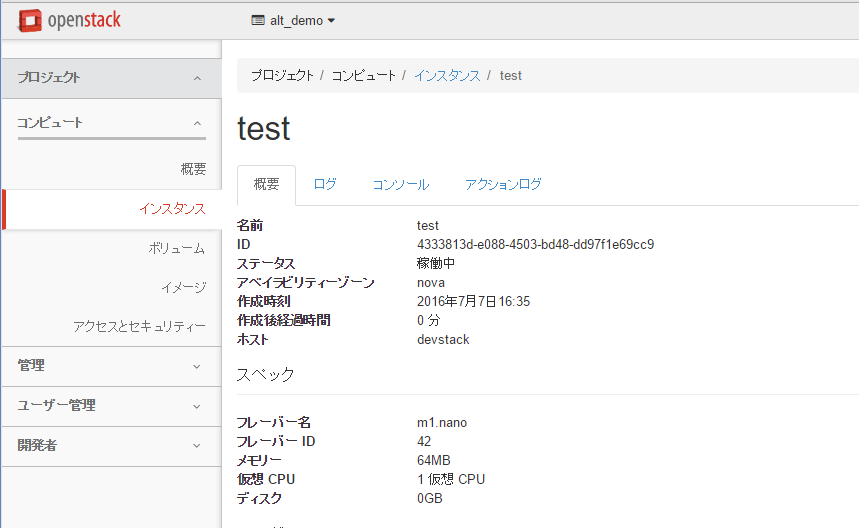 openstack
alt_demo
プロジェクト
コンピュート
概要
インスタンス
ボリューム
イメージ
アクセスとセキュリティー
管理
ユーザー管理
開発者
プロジェクト / コンピュート / インスタンス / test
test
概要 ログ コンソール アクションログ
名前 test
ID 4333813d-e088-4503-bd48-dd97f1e69cc9
ステータス 稼働中
アベイラビリティーゾーン nova
作成時刻 2016年7月7日16:35
作成後経過時間 0 分
ホスト devstack
スペック
フレーバー名 m1.nano
フレーバー ID 42
メモリー 64MB
仮想 CPU 1 仮想 CPU
ディスク 0GB